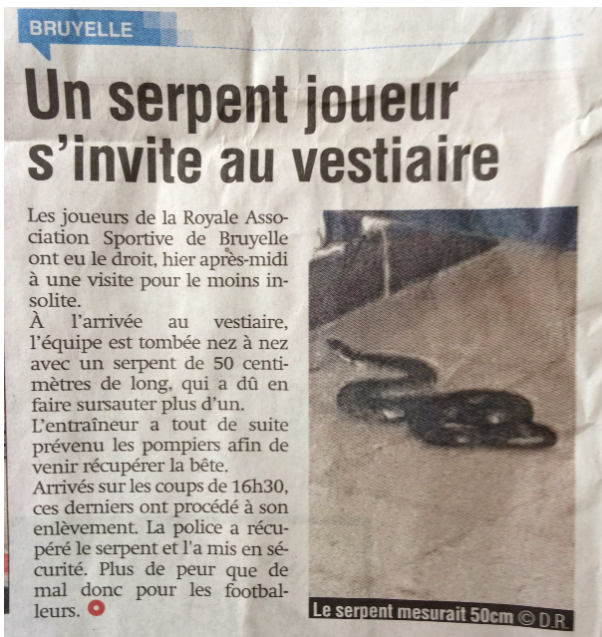 BRUYELLE
Un serpent joueur
s'invite au vestiaire
Les joueurs de la Royale Asso-
ciation Sportive de Bruyelle
ont eu le droit, hier après-midi
à une visite pour le moins in-
solite.
À l'arrivée au vestiaire,
l'équipe est tombée nez à nez
avec un serpent de 50 centi-
mètres de long, qui a dû en
faire sursauter plus d'un.
L'entraîneur a tout de suite
prévenu les pompiers afin de
venir récupérer la bête.
Arrivés sur les coups de 16h30,
ces derniers ont procédé à son
enlèvement. La police a récu-
péré le serpent et l'a mis en sé-
curité. Plus de peur que de
mal donc pour les footbal-
leurs.
Le serpent mesurait 50cm © D.R.